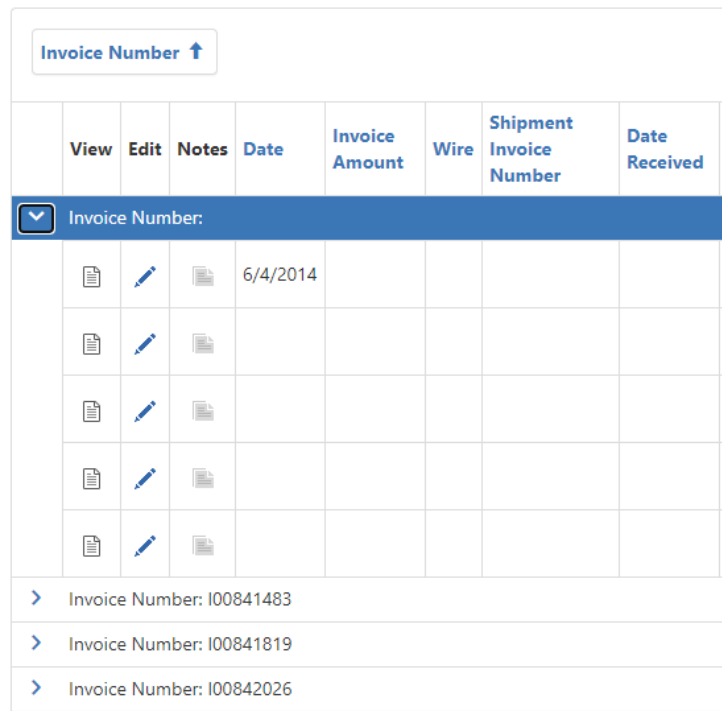 Invoice Number ↑
View Edit Notes Date Invoice Amount Wire Shipment Invoice Number Date Received
Invoice Number:
6/4/2014
Invoice Number: I00841483
Invoice Number: I00841819
Invoice Number: I00842026